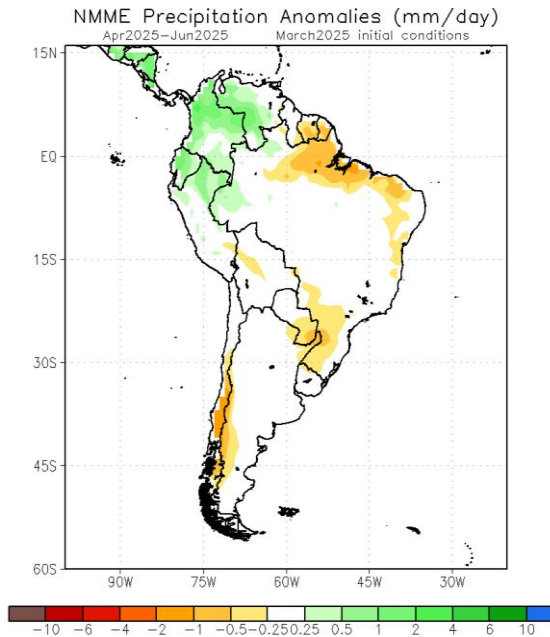 NMME Precipitation Anomalies (mm/day)
Apr2025–Jun2025 March2025 initial conditions
15N
EQ
15S
30S
45S
60S
90W 75W 60W 45W 30W
−10 −6 −4 −2 −1 −0.5 −0.25 0.25 0.5 1 2 4 6 10